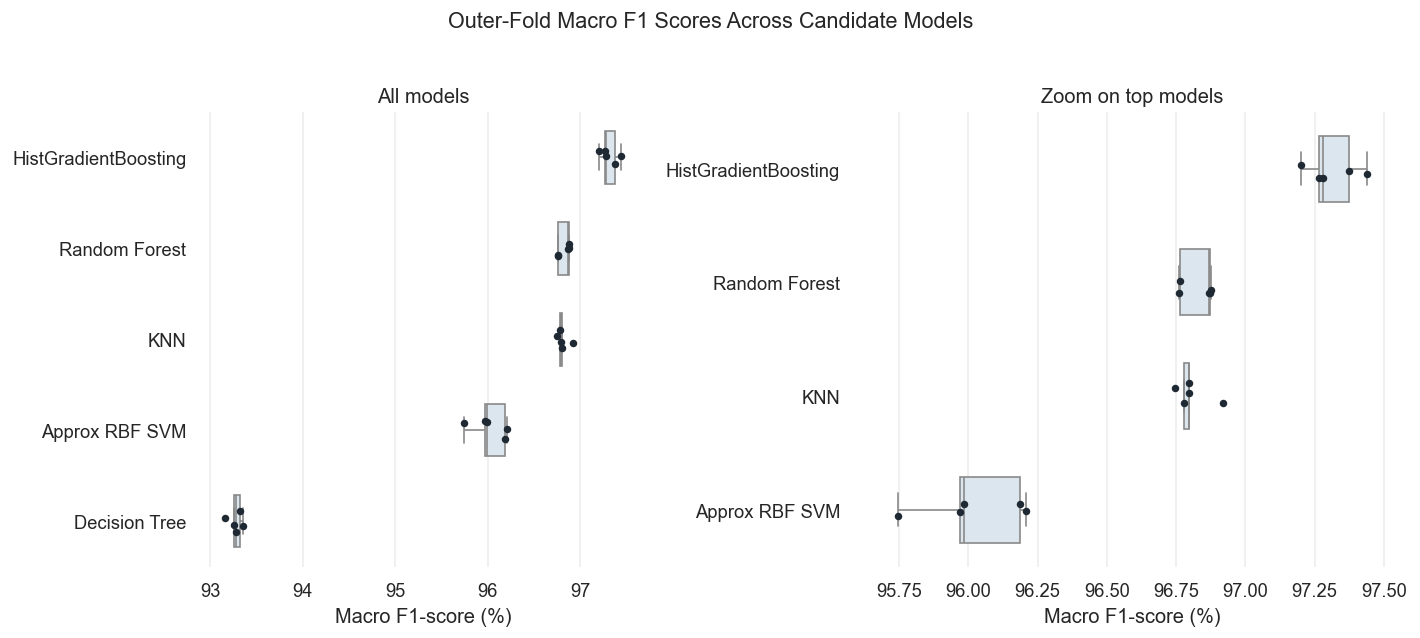 Outer-Fold Macro F1 Scores Across Candidate Models
All models
HistGradientBoosting
Random Forest
KNN
Approx RBF SVM
Decision Tree
93 94 95 96 97
Macro F1-score (%)
Zoom on top models
HistGradientBoosting
Random Forest
KNN
Approx RBF SVM
95.75 96.00 96.25 96.50 96.75 97.00 97.25 97.50
Macro F1-score (%)